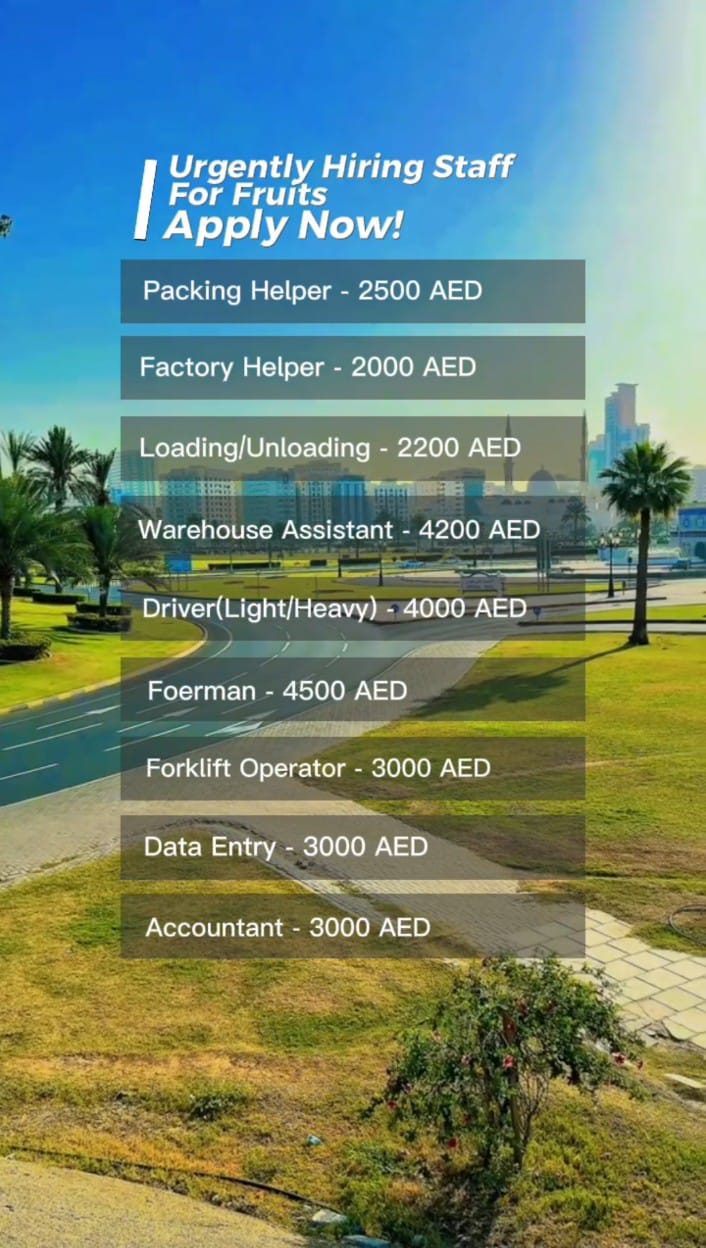 Urgently Hiring Staff
For Fruits
Apply Now!
Packing Helper - 2500 AED
Factory Helper - 2000 AED
Loading/Unloading - 2200 AED
Warehouse Assistant - 4200 AED
Driver(Light/Heavy) - 4000 AED
Foerman - 4500 AED
Forklift Operator - 3000 AED
Data Entry - 3000 AED
Accountant - 3000 AED